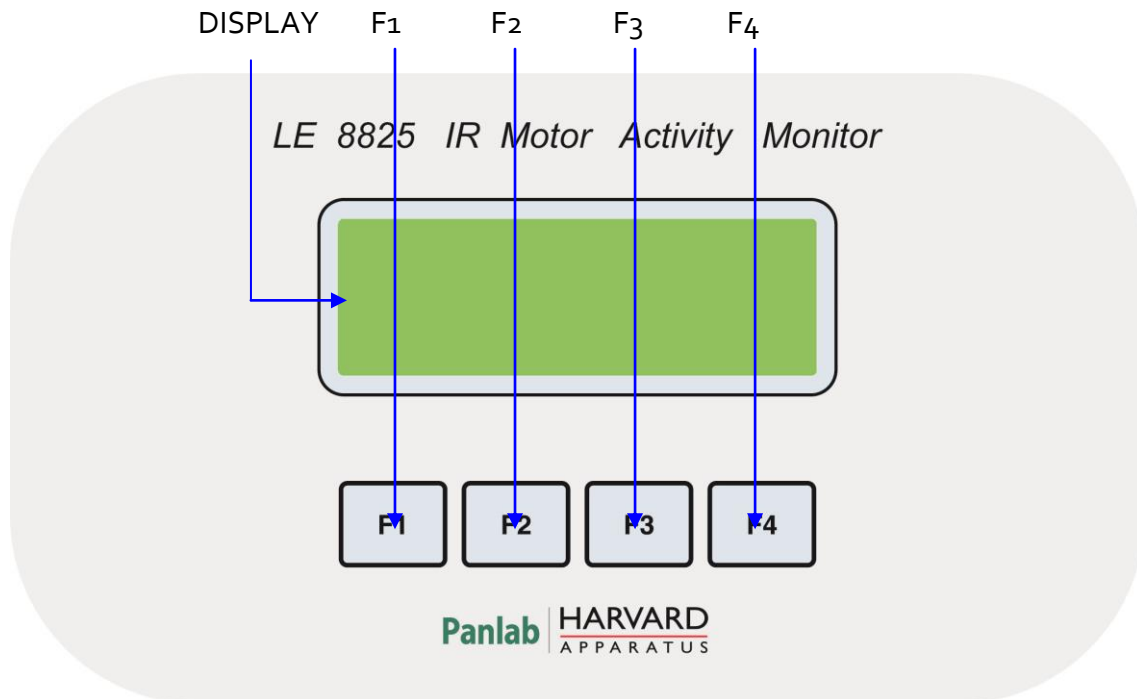 DISPLAY F1 F2 F3 F4
LE 8825 IR Motor Activity Monitor
F1 F2 F3 F4
Panlab HARVARD
APPARATUS